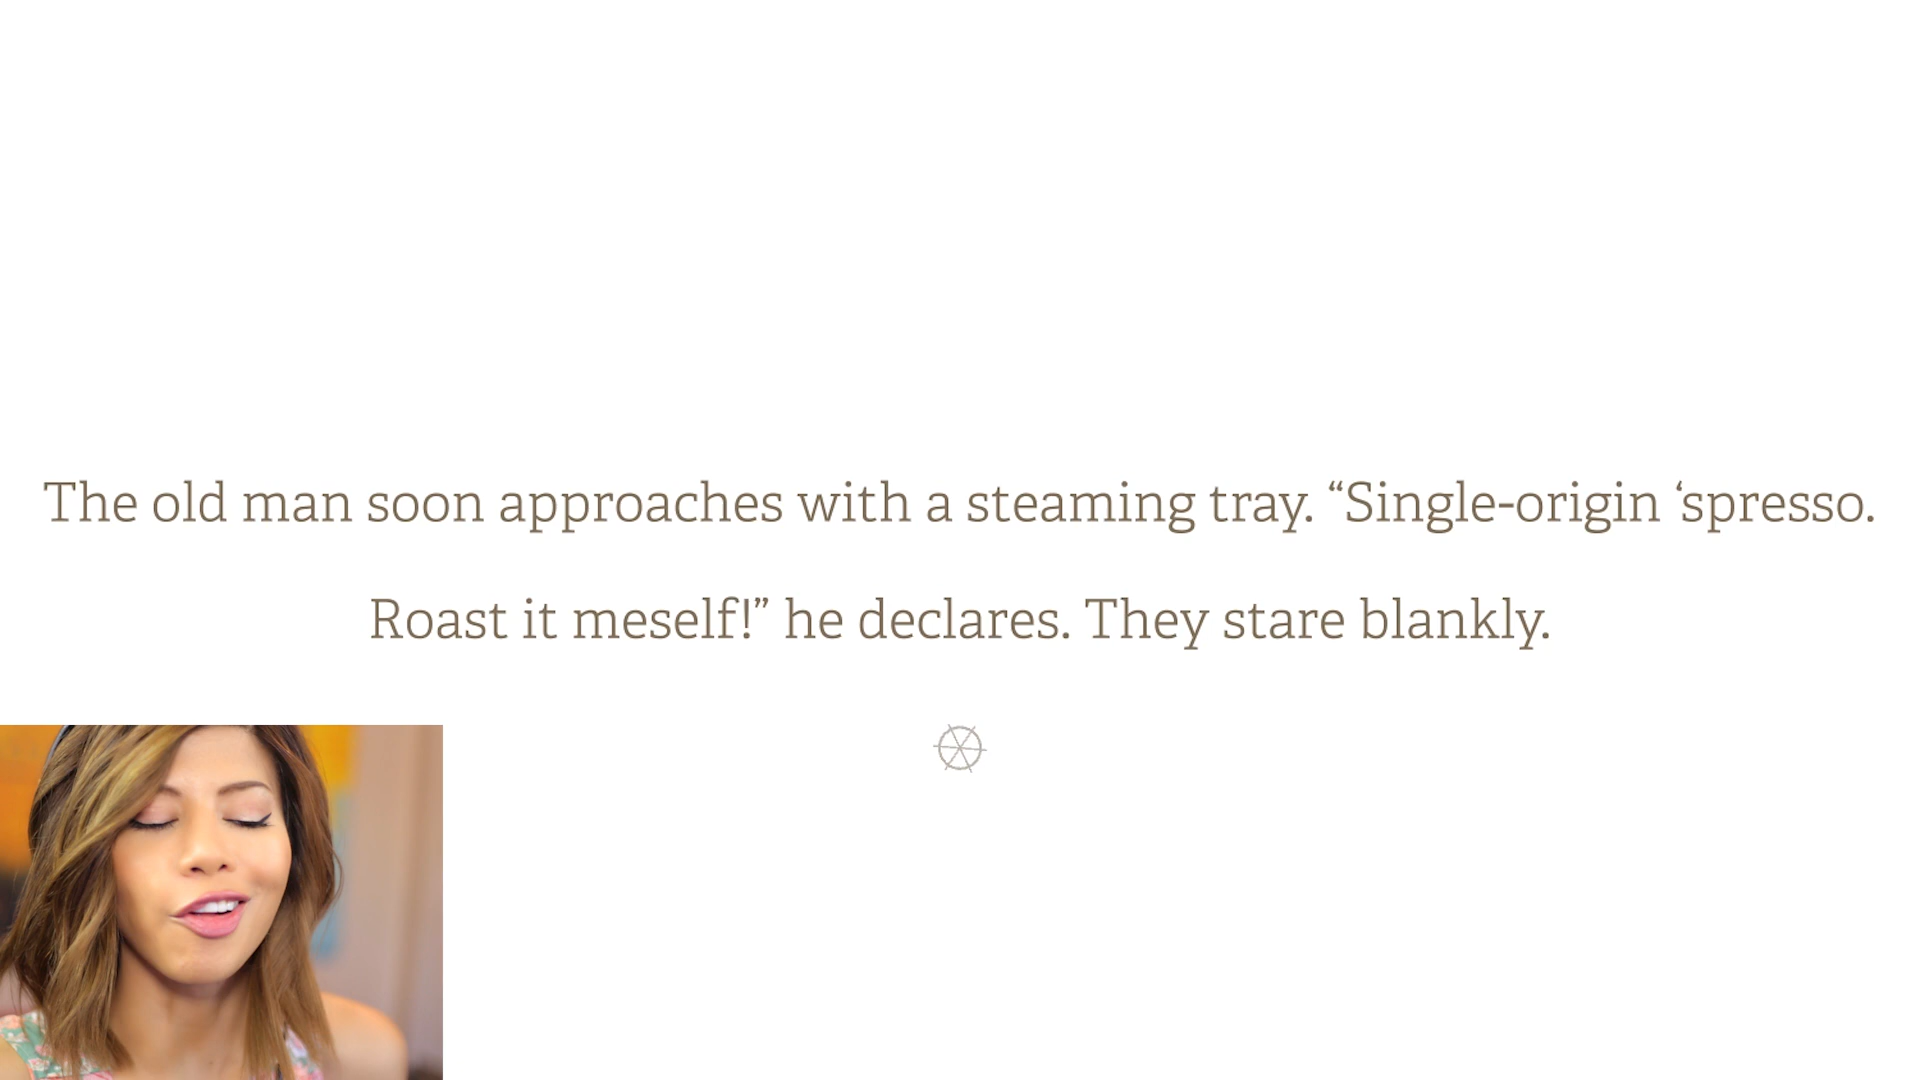 The old man soon approaches with a steaming tray. “Single-origin ‘spresso.
Roast it meself!” he declares. They stare blankly.